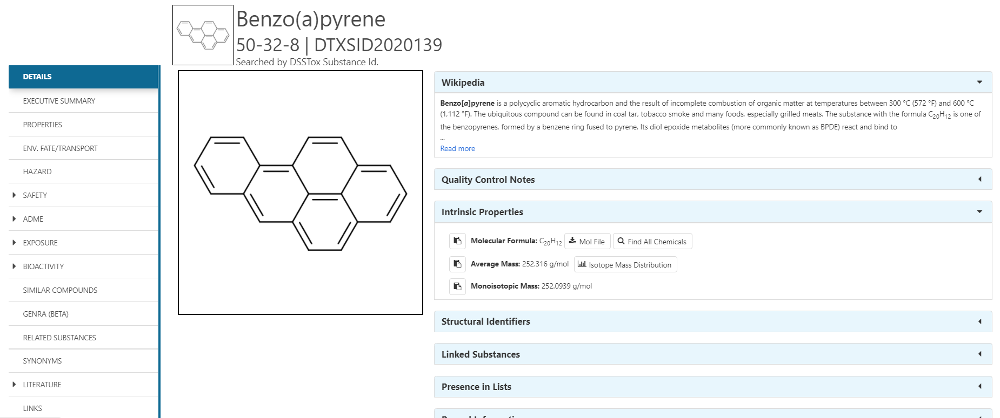 Benzo(a)pyrene
50-32-8 | DTXSID2020139
Searched by DSSTox Substance Id.
DETAILS
EXECUTIVE SUMMARY
PROPERTIES
ENV. FATE/TRANSPORT
HAZARD
SAFETY
ADME
EXPOSURE
BIOACTIVITY
SIMILAR COMPOUNDS
GENRA (BETA)
RELATED SUBSTANCES
SYNONYMS
LITERATURE
LINKS
Wikipedia
Benzo[a]pyrene is a polycyclic aromatic hydrocarbon and the result of incomplete combustion of organic matter at temperatures between 300 °C (572 °F) and 600 °C
(1,112 °F). The ubiquitous compound can be found in coal tar, tobacco smoke and many foods, especially grilled meats. The substance with the formula C20H12 is one of
the benzopyrenes, formed by a benzene ring fused to pyrene. Its diol epoxide metabolites (more commonly known as BPDE) react and bind to
...
Read more
Quality Control Notes
Intrinsic Properties
Molecular Formula: C20H12 Mol File Find All Chemicals
Average Mass: 252.316 g/mol Isotope Mass Distribution
Monoisotopic Mass: 252.0939 g/mol
Structural Identifiers
Linked Substances
Presence in Lists